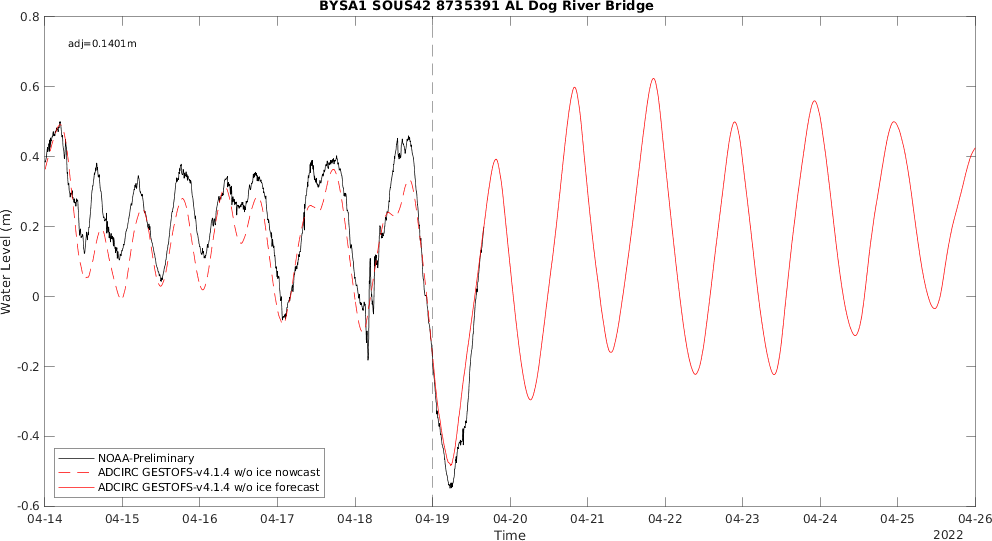 BYSA1 SOUS42 8735391 AL Dog River Bridge
adj=0.1401m
0.8
0.6
0.4
0.2
0
-0.2
-0.4
-0.6
Water Level (m)
NOAA-Preliminary
ADCIRC GESTOFS-v4.1.4 w/o ice nowcast
ADCIRC GESTOFS-v4.1.4 w/o ice forecast
04-14 04-15 04-16 04-17 04-18 04-19 04-20 04-21 04-22 04-23 04-24 04-25 04-26
Time
2022